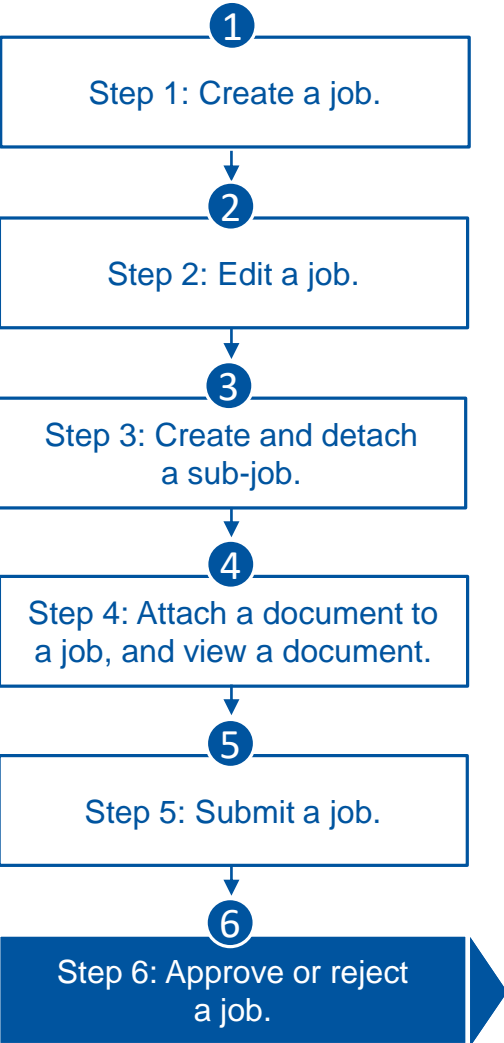 1
Step 1: Create a job.
2
Step 2: Edit a job.
3
Step 3: Create and detach
a sub-job.
4
Step 4: Attach a document to
a job, and view a document.
5
Step 5: Submit a job.
6
Step 6: Approve or reject
a job.